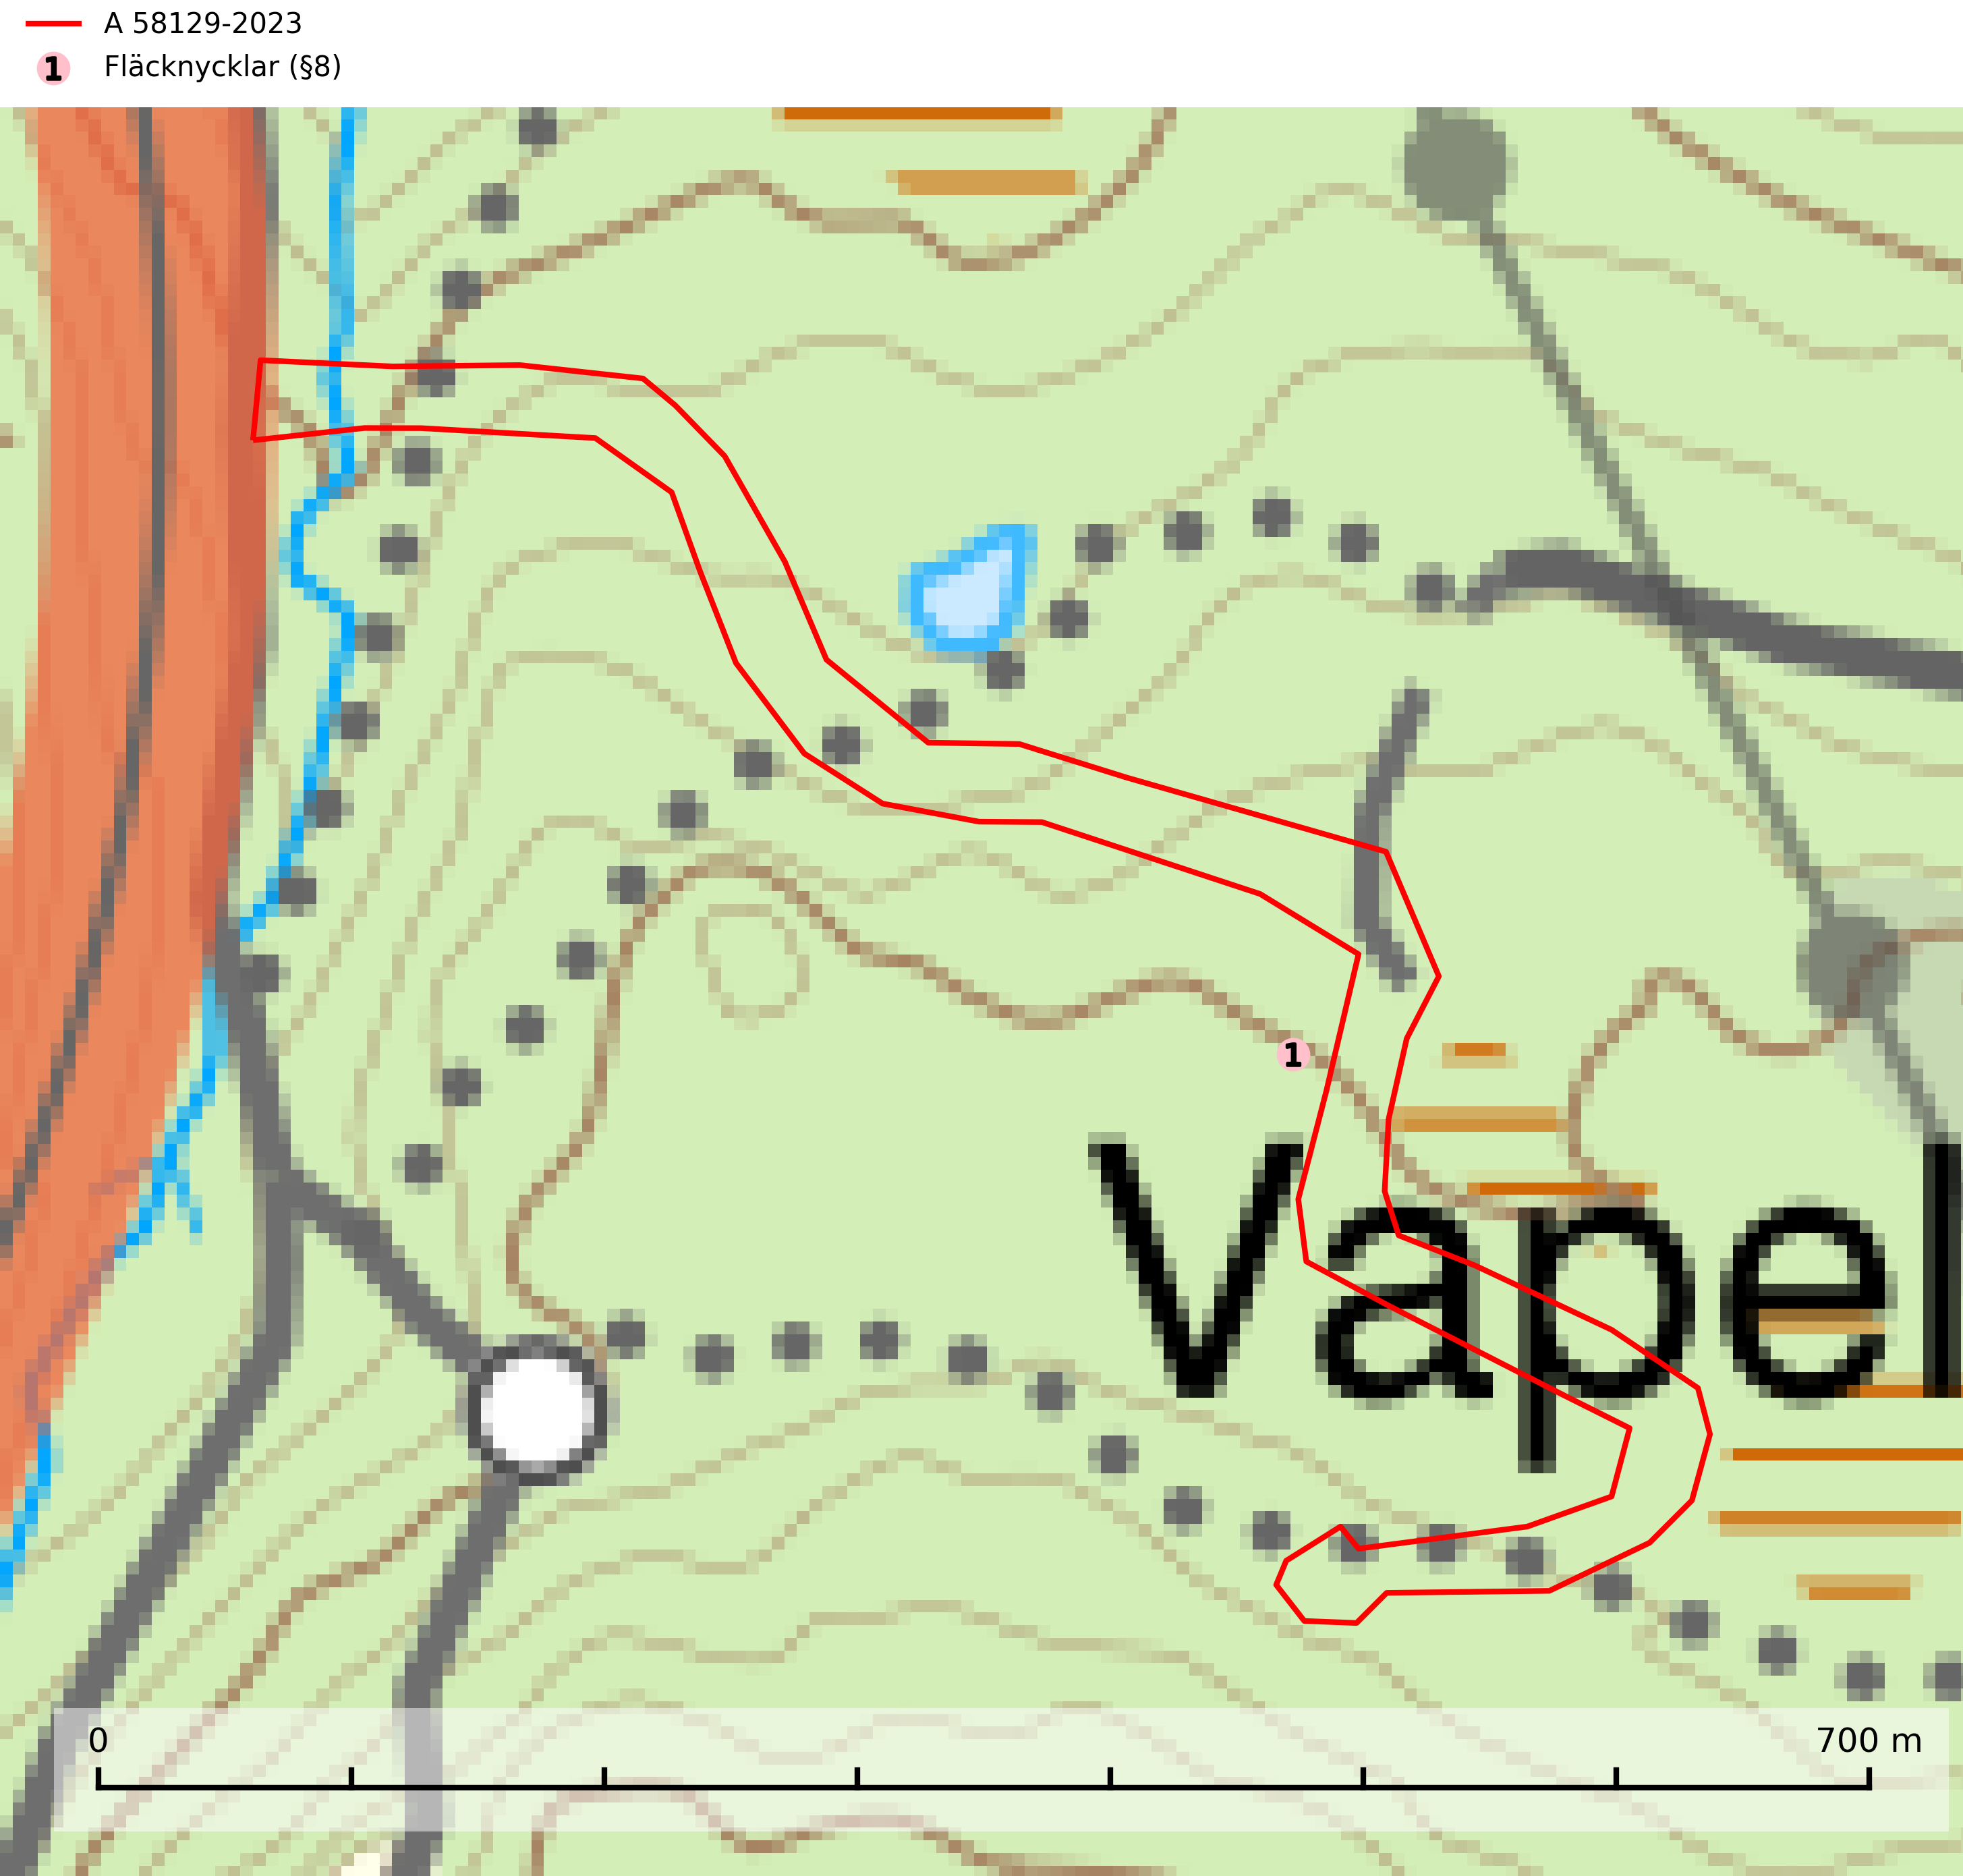 A 58129-2023
1 Fläcknycklar (§8)
1
Vapel
0 700 m